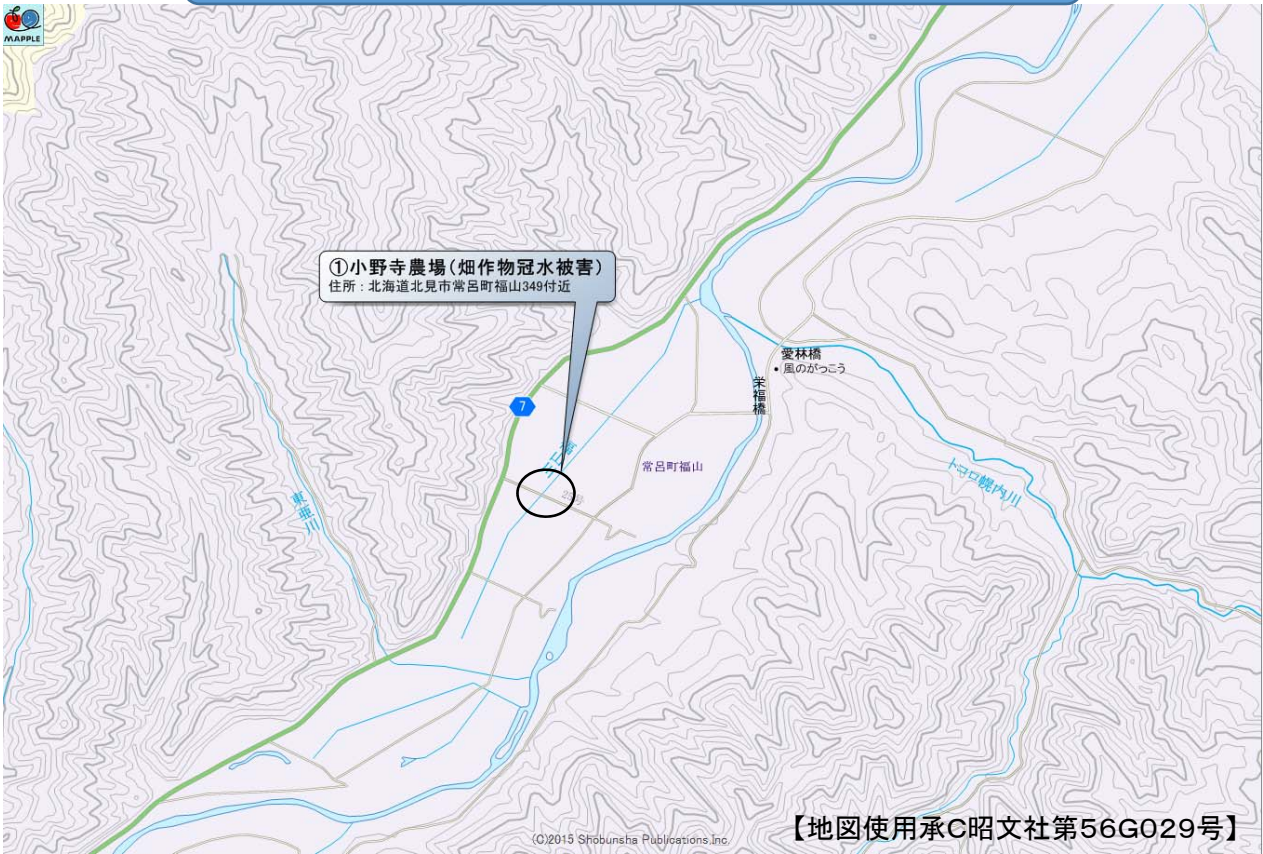 MAPPLE
①小野寺農場(畑作物冠水被害)
住所:北海道北見市常呂町福山349付近
愛林橋
風のがっこう
栄福橋
7
常呂町福山
トコロ幌内川
東亜川
(C)2015 Shobunsha Publications,Inc.
【地図使用承C昭文社第56G029号】